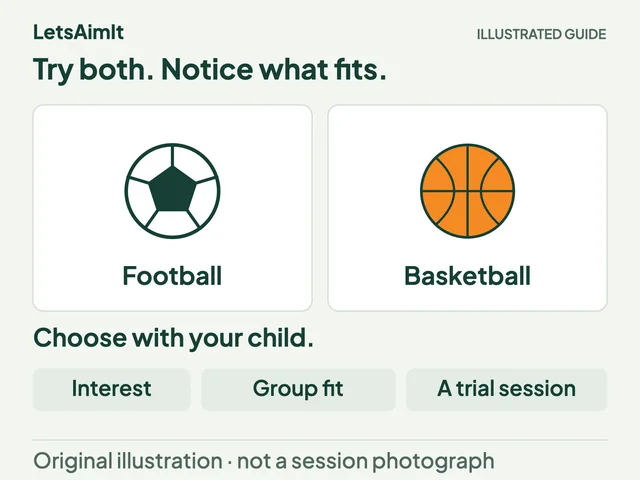 LetsAimIt
ILLUSTRATED GUIDE
Try both. Notice what fits.
Football
Basketball
Choose with your child.
Interest
Group fit
A trial session
Original illustration · not a session photograph